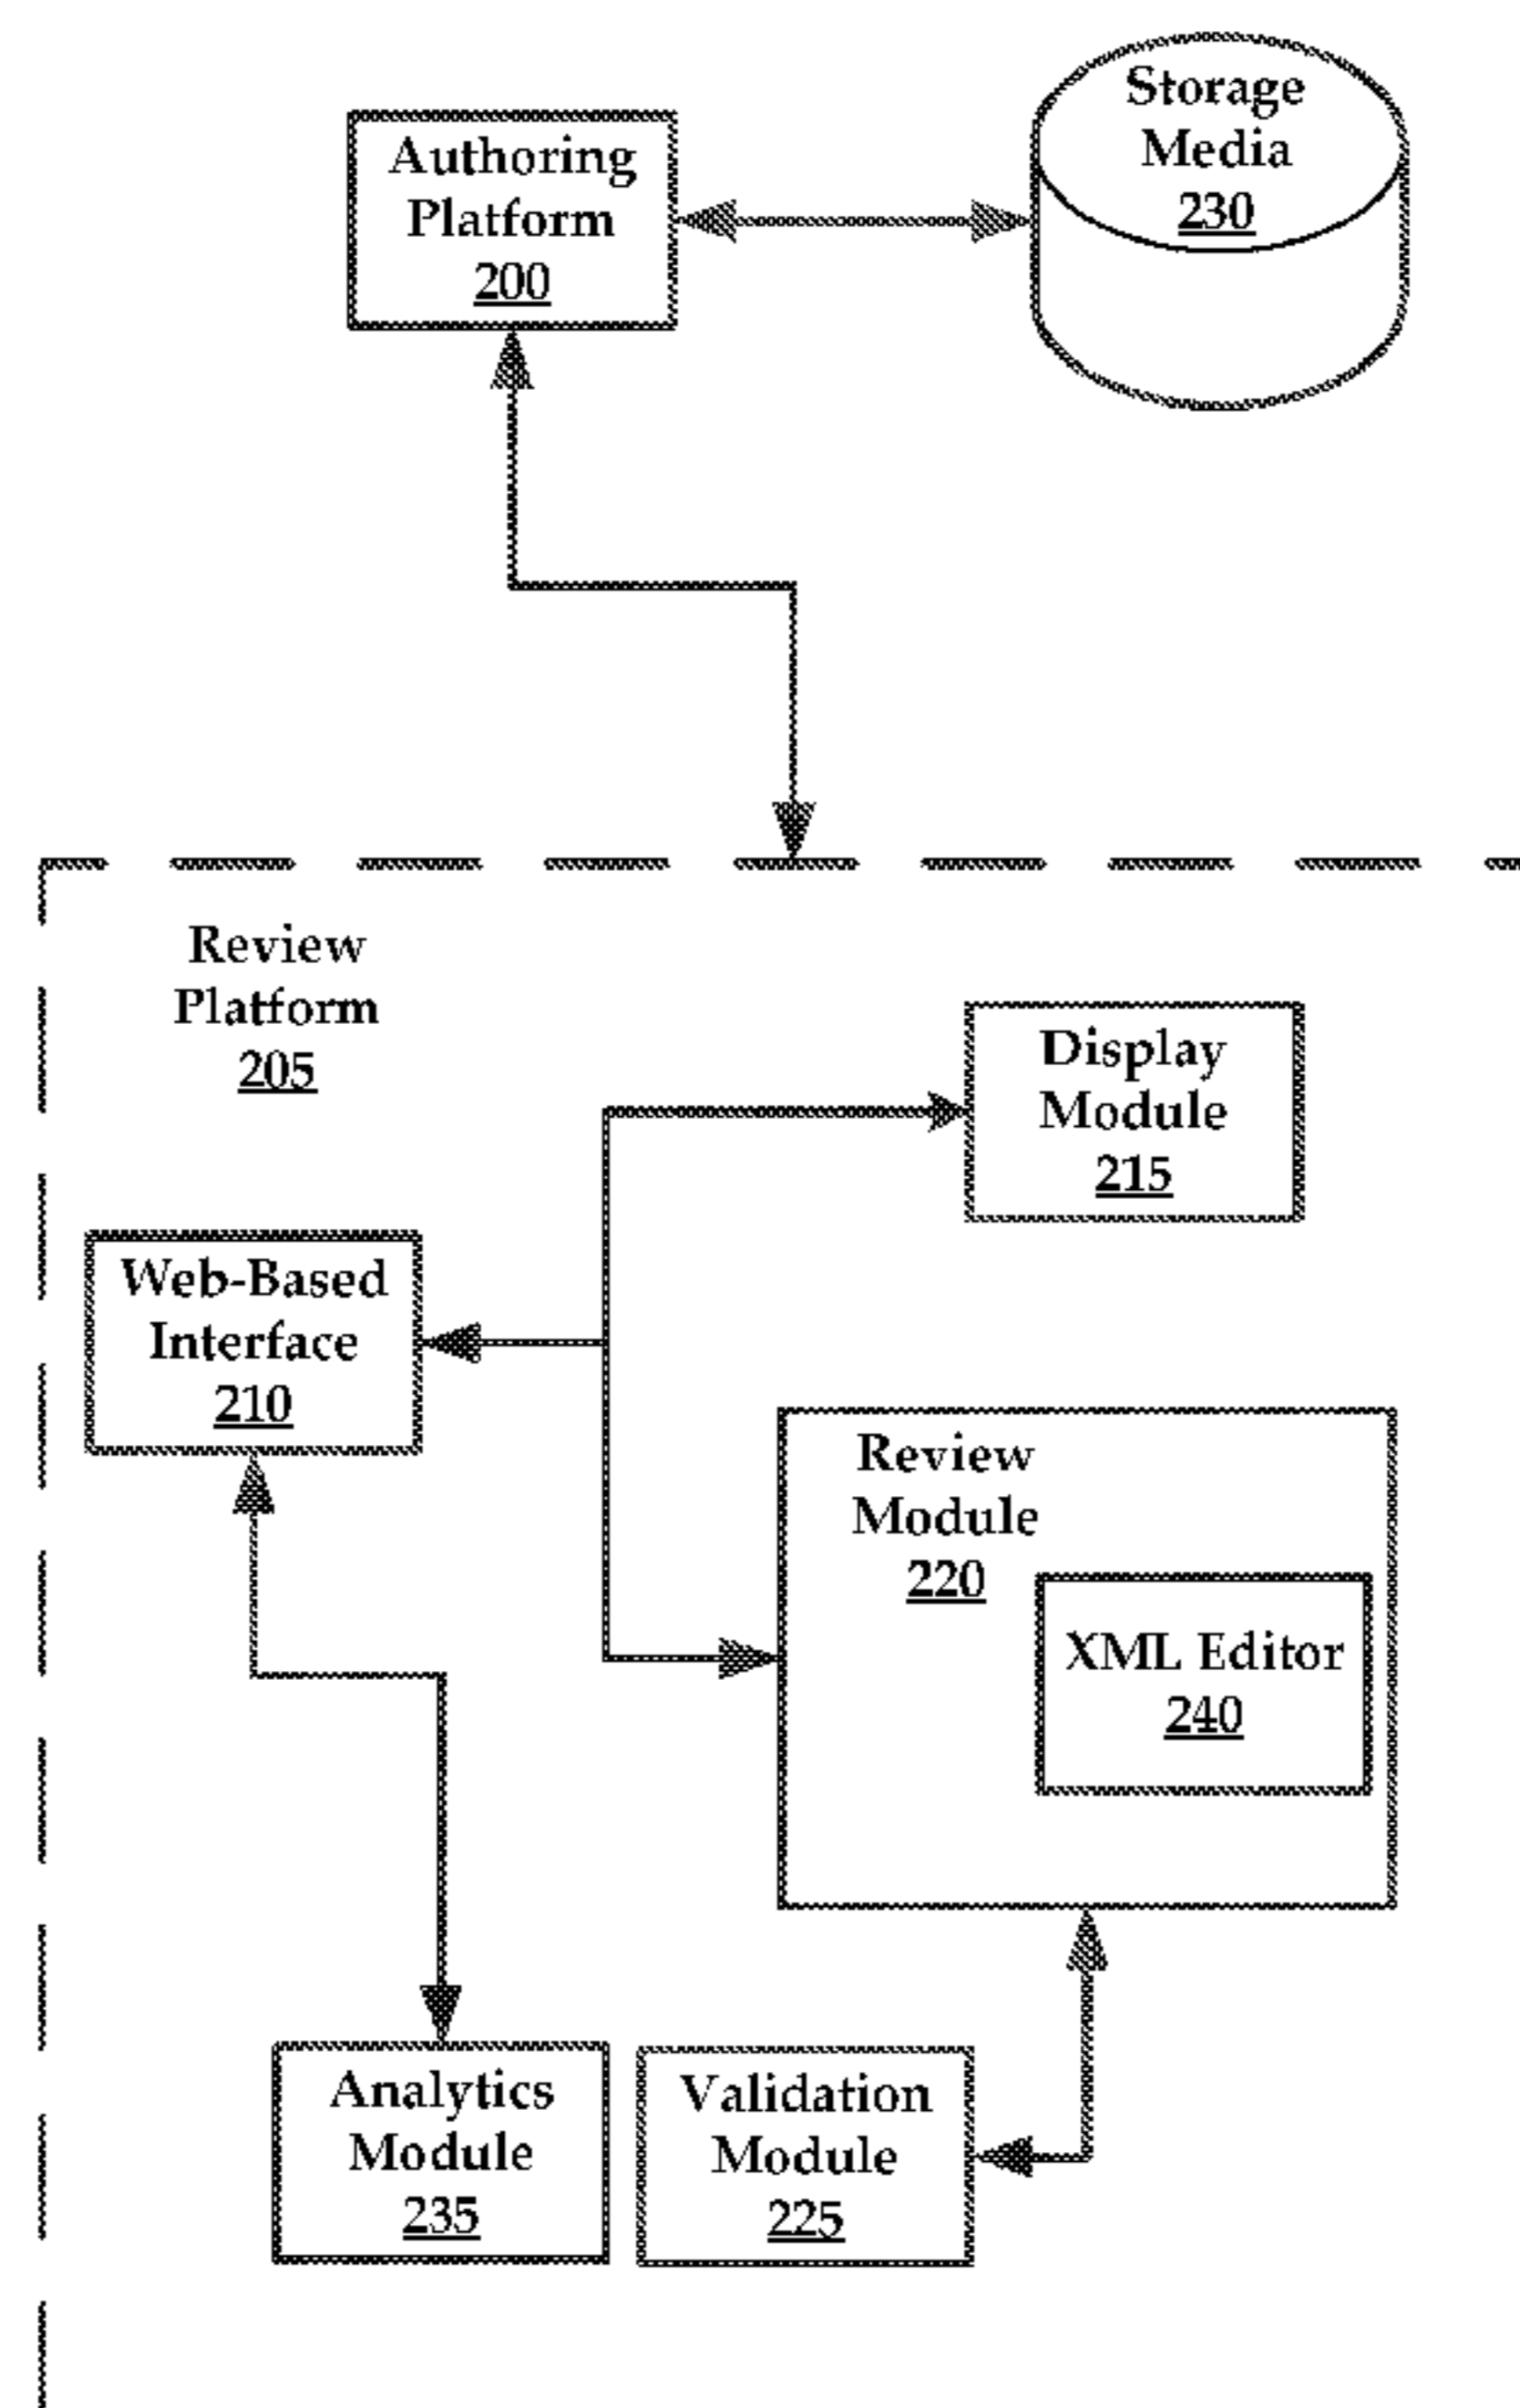 Authoring
Platform
200
Storage
Media
230
Review
Platform
205
Display
Module
215
Web-Based
Interface
210
Review
Module
220
XML Editor
240
Analytics
Module
235
Validation
Module
225